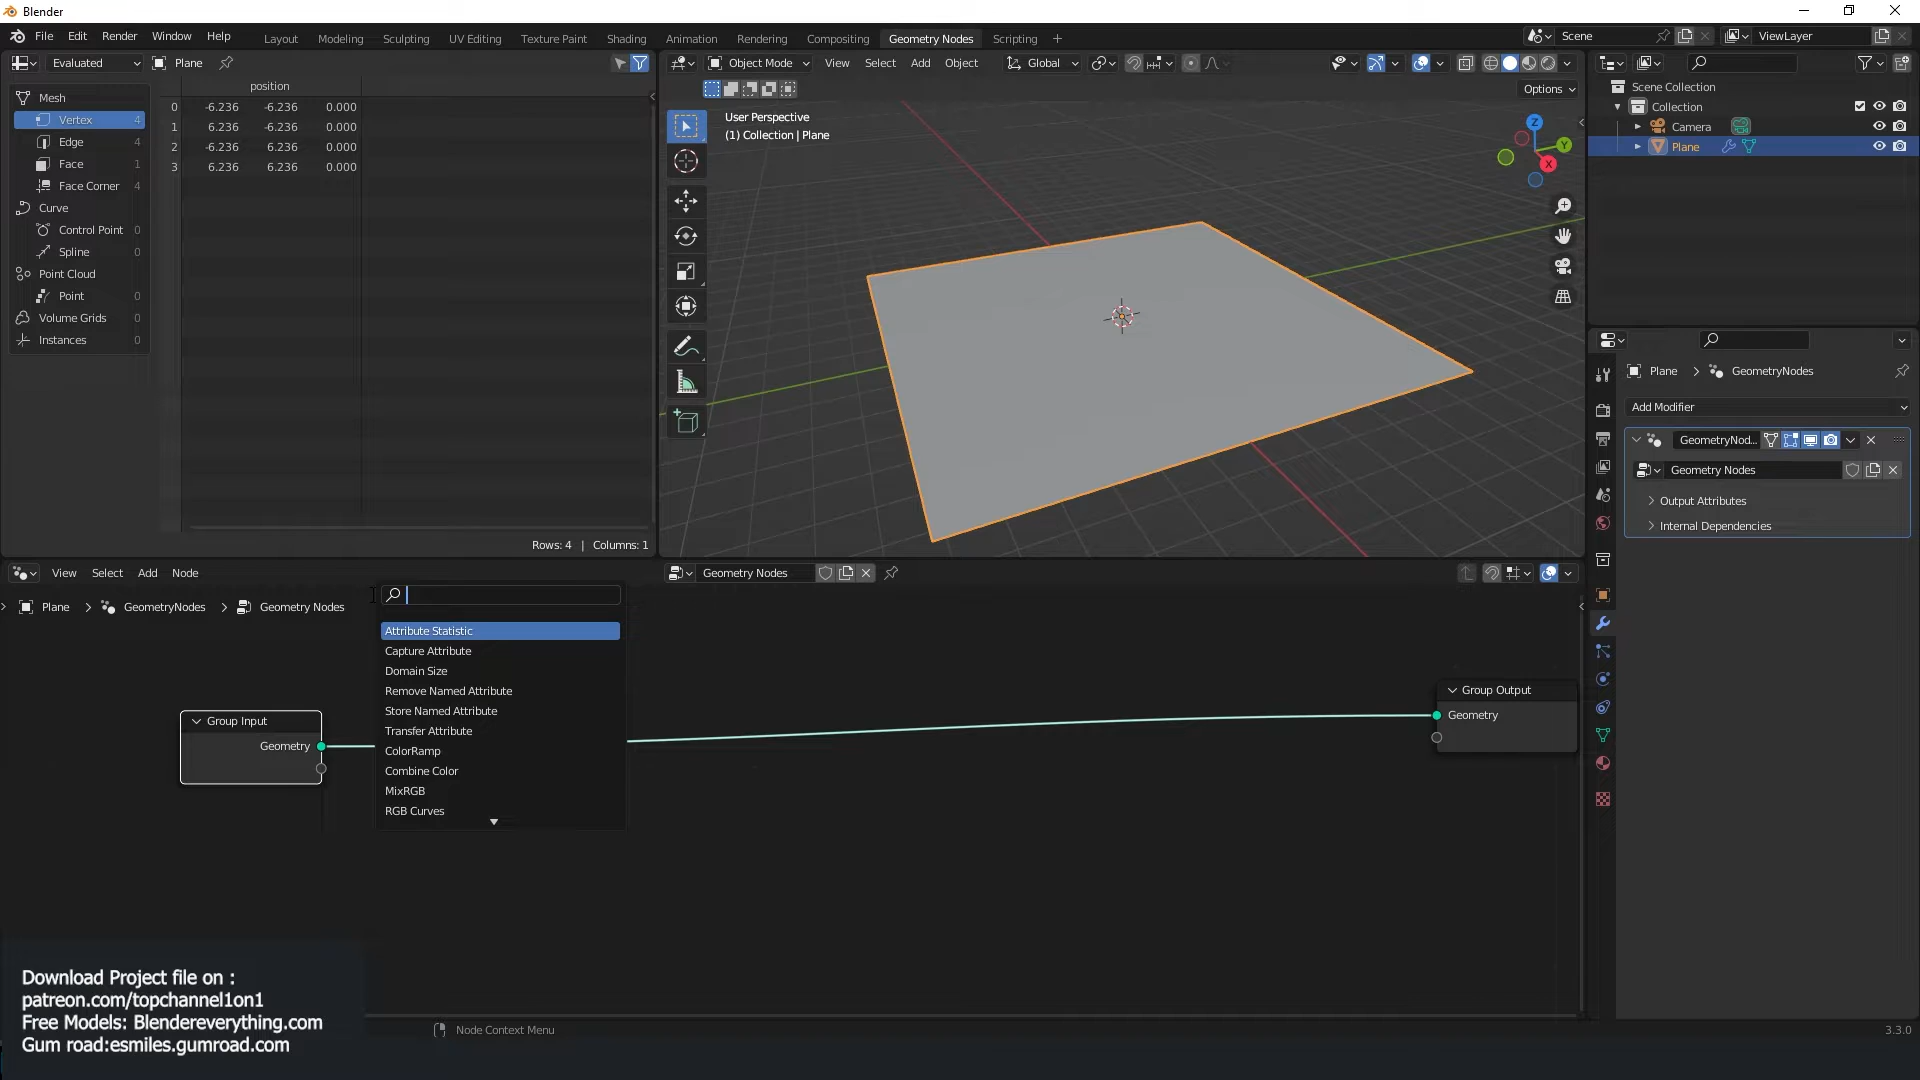 Blender
File Edit Render Window Help
Layout Modeling Sculpting UV Editing Texture Paint Shading Animation Rendering Compositing Geometry Nodes Scripting
Scene
ViewLayer
Evaluated
Plane
position
Mesh
Vertex 4
Edge 4
Face 1
Face Corner 4
Curve
Control Point 0
Spline 0
Point Cloud
Point 0
Volume Grids 0
Instances 0
0 -6.236 -6.236 0.000
1 6.236 -6.236 0.000
2 -6.236 6.236 0.000
3 6.236 6.236 0.000
Rows: 4 | Columns: 1
Object Mode View Select Add Object Global
Options
User Perspective
(1) Collection | Plane
Z
Y
X
Scene Collection
Collection
Camera
Plane
Plane > GeometryNodes
Add Modifier
GeometryNod...
Geometry Nodes
Output Attributes
Internal Dependencies
View Select Add Node
Geometry Nodes
Plane > GeometryNodes > Geometry Nodes
Attribute Statistic
Capture Attribute
Domain Size
Remove Named Attribute
Store Named Attribute
Transfer Attribute
ColorRamp
Combine Color
MixRGB
RGB Curves
Group Input
Geometry
Group Output
Geometry
Download Project file on :
patreon.com/topchannel1on1
Free Models: Blendereverything.com
Gum road:esmiles.gumroad.com
Node Context Menu
3.3.0